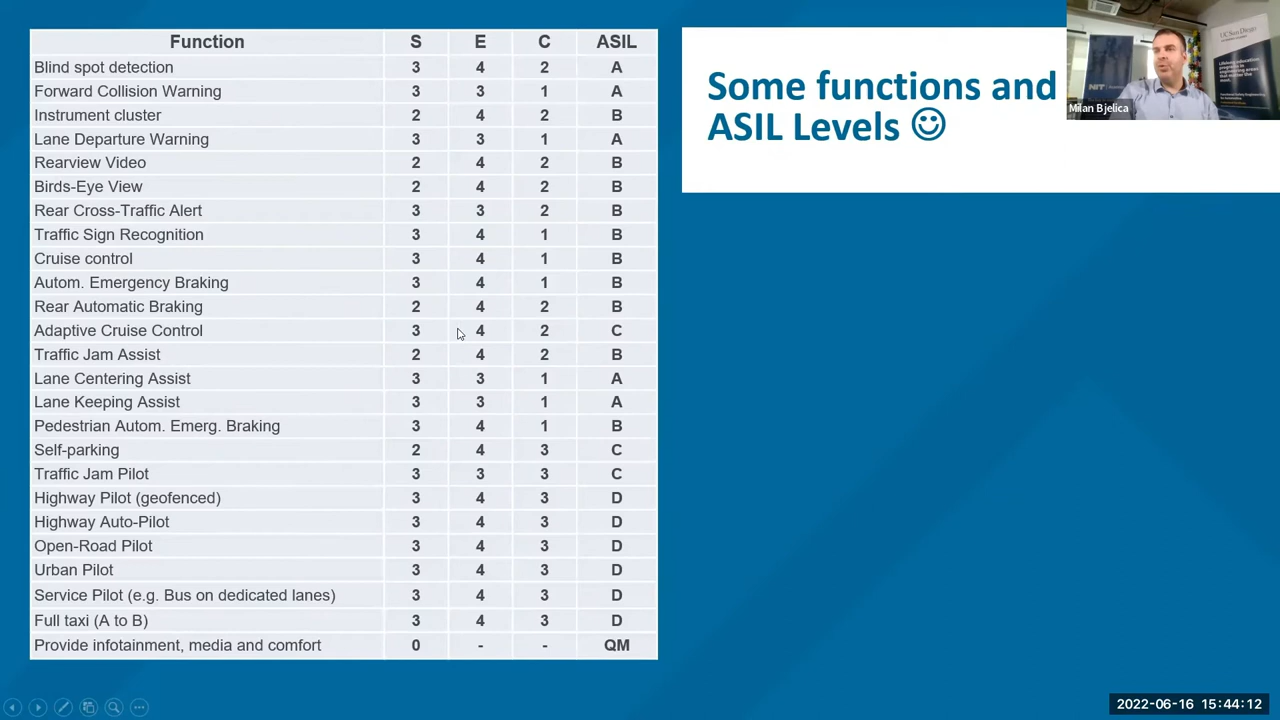 Function S E C ASIL
Blind spot detection 3 4 2 A
Forward Collision Warning 3 3 1 A
Instrument cluster 2 4 2 B
Lane Departure Warning 3 3 1 A
Rearview Video 2 4 2 B
Birds-Eye View 2 4 2 B
Rear Cross-Traffic Alert 3 3 2 B
Traffic Sign Recognition 3 4 1 B
Cruise control 3 4 1 B
Autom. Emergency Braking 3 4 1 B
Rear Automatic Braking 2 4 2 B
Adaptive Cruise Control 3 4 2 C
Traffic Jam Assist 2 4 2 B
Lane Centering Assist 3 3 1 A
Lane Keeping Assist 3 3 1 A
Pedestrian Autom. Emerg. Braking 3 4 1 B
Self-parking 2 4 3 C
Traffic Jam Pilot 3 3 3 C
Highway Pilot (geofenced) 3 4 3 D
Highway Auto-Pilot 3 4 3 D
Open-Road Pilot 3 4 3 D
Urban Pilot 3 4 3 D
Service Pilot (e.g. Bus on dedicated lanes) 3 4 3 D
Full taxi (A to B) 3 4 3 D
Provide infotainment, media and comfort 0 - - QM
Some functions and
ASIL Levels ☺
Milan Bjelica
NIT
UC San Diego
2022-06-16 15:44:12